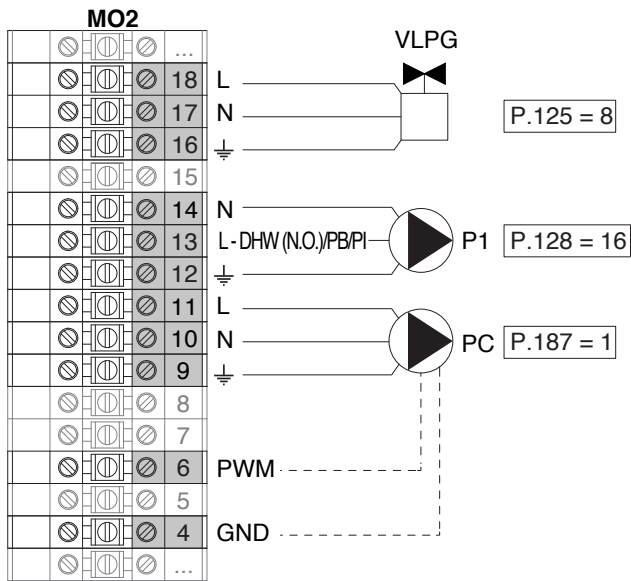 MO2
VLPG
...
18 L
17 N P.125 = 8
16
15
14 N
13 L - DHW (N.O.)/PB/PI P1 P.128 = 16
12
11 L
10 N PC P.187 = 1
9
8
7
6 PWM
5
4 GND
...